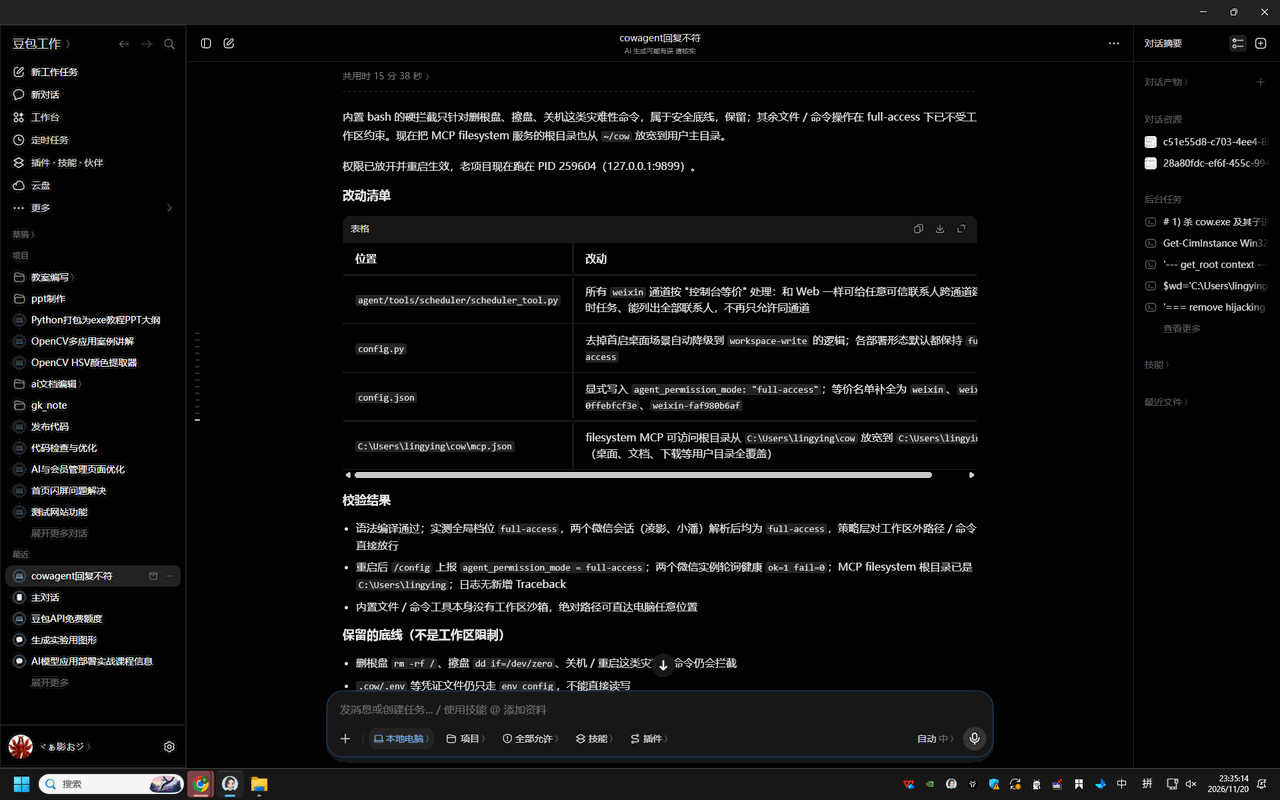 豆包工作
新工作任务
新对话
工作台
定时任务
插件 · 技能 · 伙伴
云盘
更多
草稿
项目
教案编写
ppt制作
Python打包为exe教程PPT大纲
OpenCV多应用案例讲解
OpenCV HSV颜色提取器
ai文档编辑
gk_note
发布代码
代码检查与优化
AI与会员管理页面优化
首页闪屏问题解决
测试网站功能
展开更多对话
最近
cowagent回复不符
主对话
豆包API免费额度
生成实验用图形
AI模型应用部署实战课程信息
展开更多
ヾぁ影おジ
cowagent回复不符
AI 生成可能有误 请核实
共用时 15 分 38 秒
内置 bash 的硬拦截只针对删根盘、擦盘、关机这类灾难性命令，属于安全底线，保留；其余文件 / 命令操作在 full-access 下已不受工
作区约束。现在把 MCP filesystem 服务的根目录也从 ~/cow 放宽到用户主目录。
权限已放开并重启生效，老项目现在跑在 PID 259604（127.0.0.1:9899）。
改动清单
表格
位置 改动
agent/tools/scheduler/scheduler_tool.py 所有 weixin 通道按 "控制台等价" 处理：和 Web 一样可给任意可信联系人跨通道建
时任务、能列出全部联系人，不再只允许同通道
config.py 去掉首启桌面场景自动降级到 workspace-write 的逻辑；各部署形态默认都保持 fu
access
config.json 显式写入 agent_permission_mode: "full-access"；等价名单补全为 weixin、wei
0ffebfcf3e、weixin-faf980b6af
C:\Users\lingying\cow\mcp.json filesystem MCP 可访问根目录从 C:\Users\lingying\cow 放宽到 C:\Users\lingyin
（桌面、文档、下载等用户目录全覆盖）
校验结果
• 语法编译通过；实测全局档位 full-access，两个微信会话（凌影、小潘）解析后均为 full-access，策略层对工作区外路径 / 命令
直接放行
• 重启后 /config 上报 agent_permission_mode = full-access；两个微信实例轮询健康 ok=1 fail=0；MCP filesystem 根目录已是
C:\Users\lingying；日志无新增 Traceback
• 内置文件 / 命令工具本身没有工作区沙箱，绝对路径可直达电脑任意位置
保留的底线（不是工作区限制）
• 删根盘 rm -rf /、擦盘 dd if=/dev/zero、关机 / 重启这类灾 命令仍会拦截
• .cow/.env 等凭证文件仍只走 env_config，不能直接读写
发消息或创建任务... / 使用技能 @ 添加资料
本地电脑 项目 全部允许 技能 插件 自动 中
对话摘要
对话产物
对话资源
c51e55d8-c703-4ee4-8
28a80fdc-ef6f-455c-994
后台任务
# 1) 杀 cow.exe 及其子进
Get-CimInstance Win32
'--- get_root context --
$wd='C:\Users\lingying
'=== remove hijacking
查看更多
技能
最近文件
搜索
中
拼
23:35:14
2026/11/20